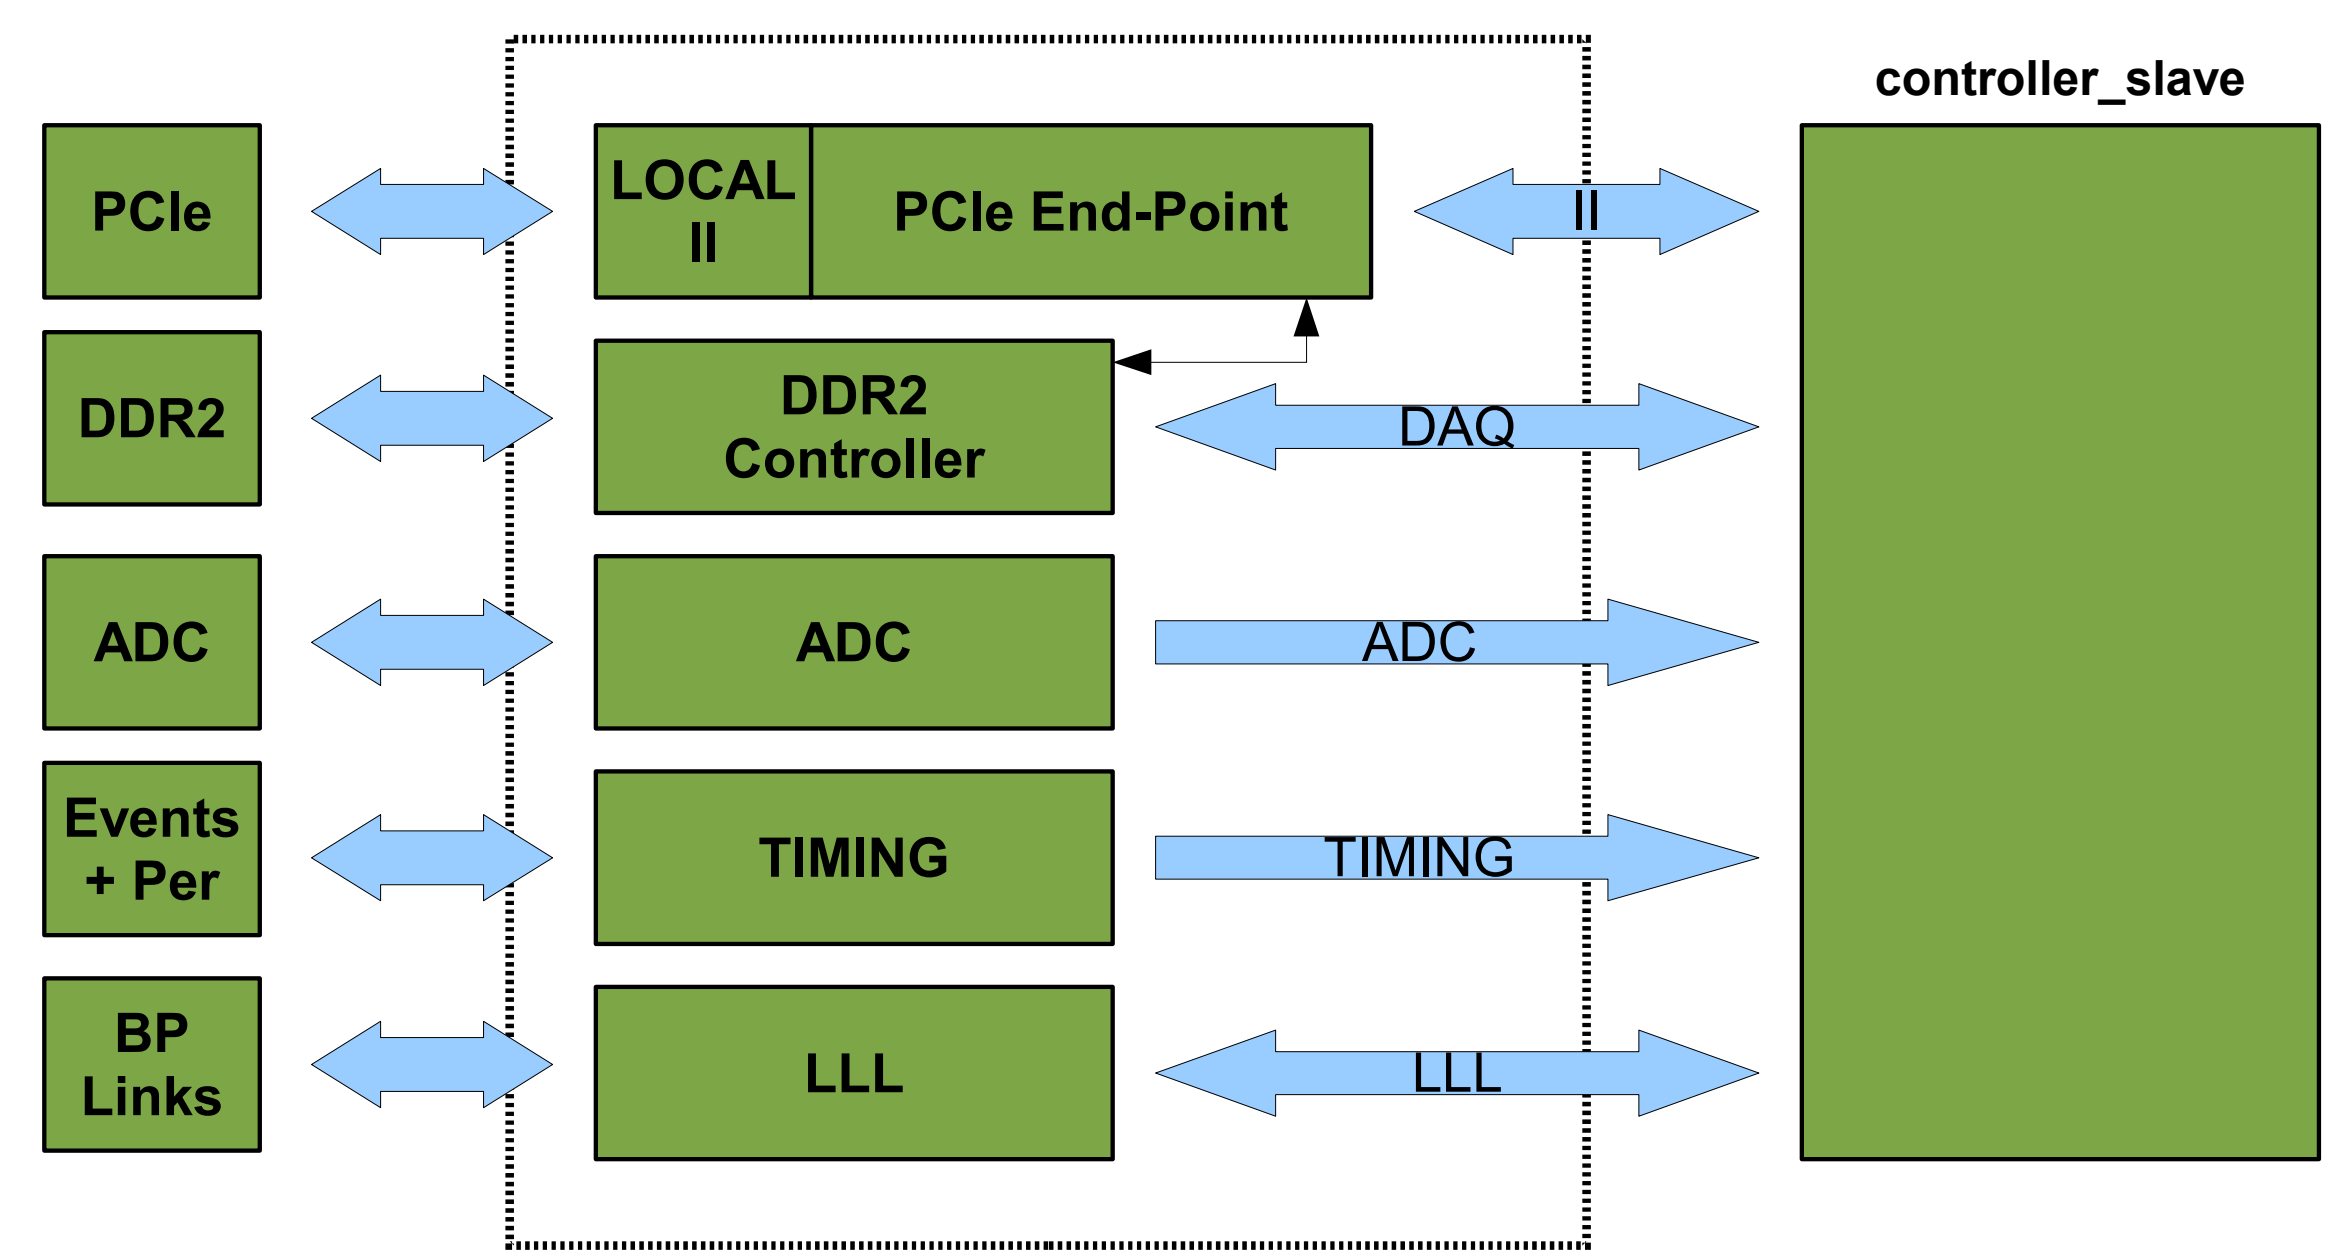 controller_slave
PCIe
LOCAL
II
PCIe End-Point
II
DDR2
DDR2
Controller
DAQ
ADC
ADC
ADC
Events
+ Per
TIMING
TIMING
BP
Links
LLL
LLL